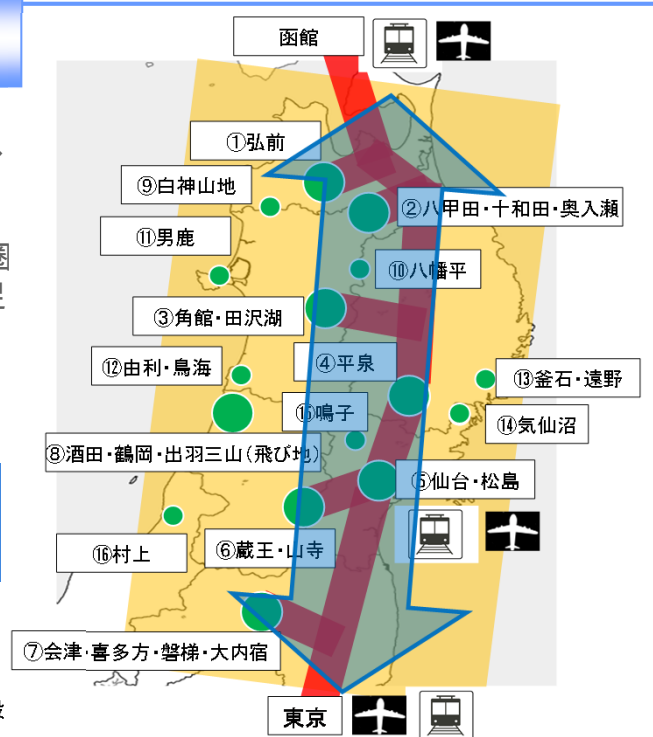 函館
①弘前
⑨白神山地
②八甲田・十和田・奥入瀬
⑪男鹿
⑩八幡平
圏
③角館・田沢湖
④平泉
⑫由利・鳥海
⑬釜石・遠野
⑮鳴子
⑭気仙沼
⑧酒田・鶴岡・出羽三山(飛び地)
⑤仙台・松島
⑯村上
⑥蔵王・山寺
⑦会津・喜多方・磐梯・大内宿
東京